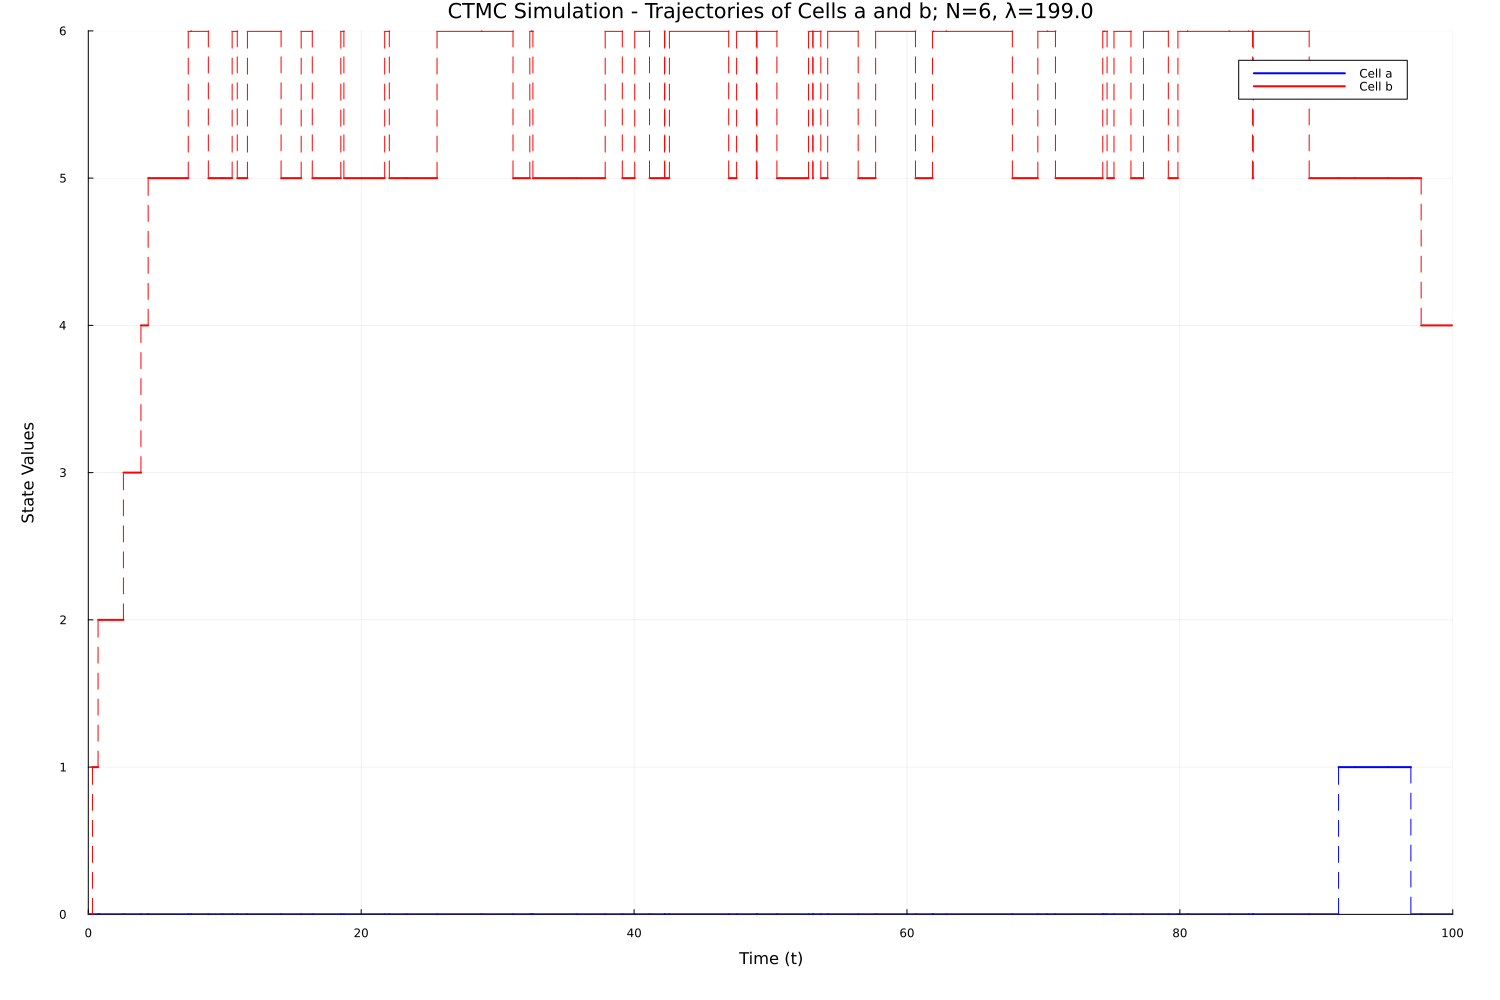 CTMC Simulation - Trajectories of Cells a and b; N=6, λ=199.0
6
Cell a
Cell b
5
4
State Values
3
2
1
0
0 20 40 60 80 100
Time (t)